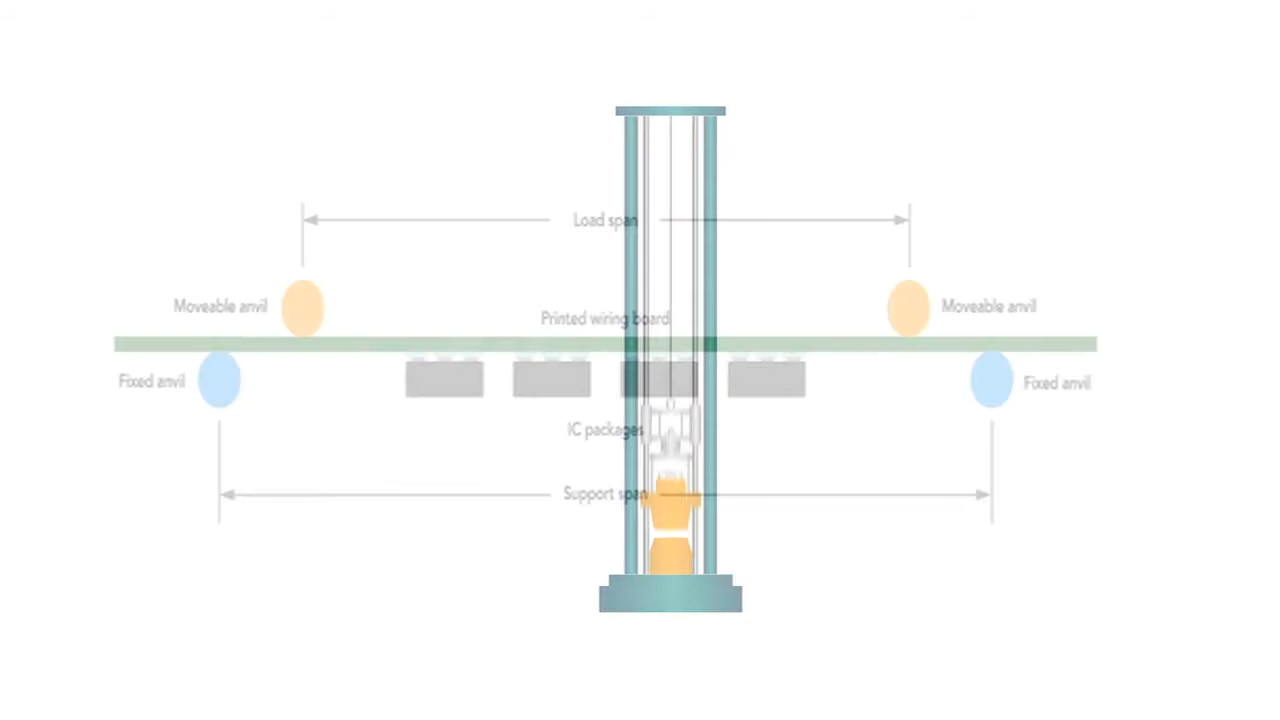 Load span
Moveable anvil
Moveable anvil
Printed wiring board
Fixed anvil
Fixed anvil
IC packages
Support span